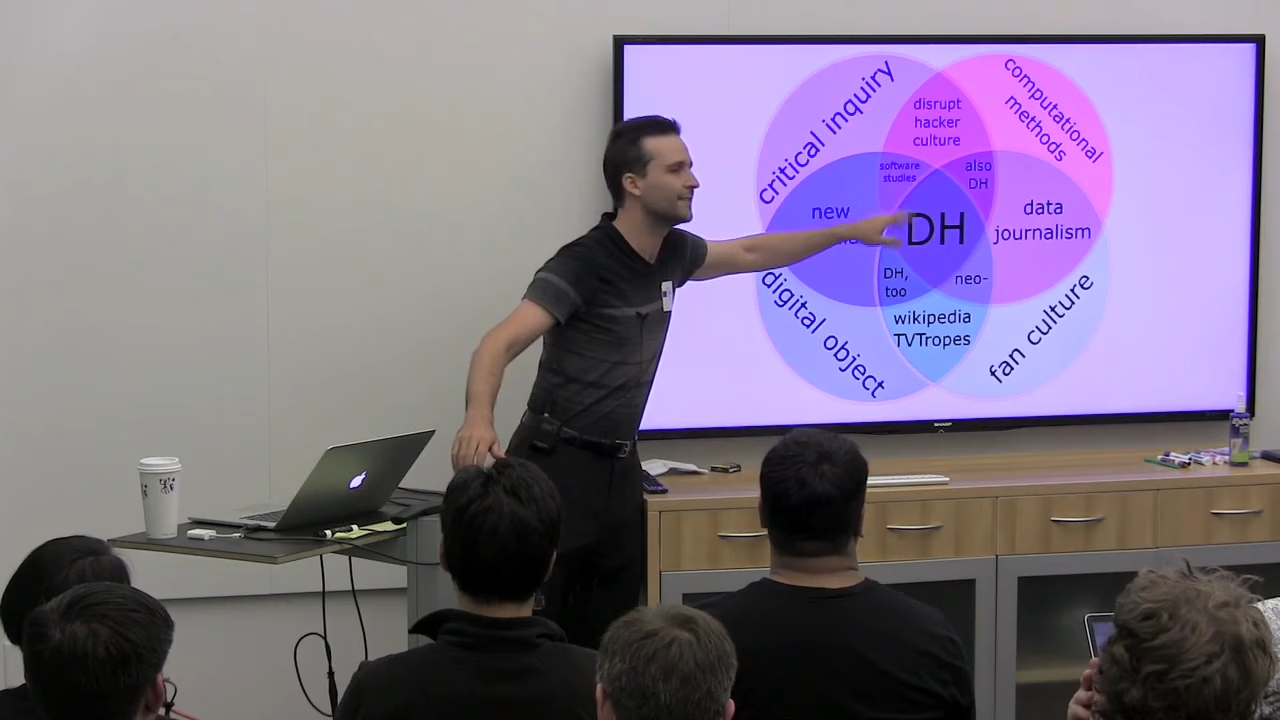 critical inquiry
computational
methods
disrupt
hacker
culture
software
studies
also
DH
new
DH
data
journalism
DH,
too
neo-
wikipedia
TVTropes
digital object
fan culture
SHARP